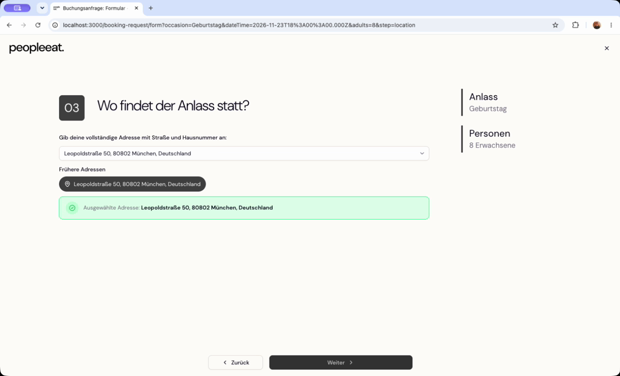 Buchungsanfrage: Formular
localhost:3000/booking-request/form?occasion=Geburtstag&dateTime=2026-11-23T18%3A00%3A00.000Z&adults=8&step=location
peopleeat.
03
Wo findet der Anlass statt?
Gib deine vollständige Adresse mit Straße und Hausnummer an:
Leopoldstraße 50, 80802 München, Deutschland
Frühere Adressen
Leopoldstraße 50, 80802 München, Deutschland
Ausgewählte Adresse: Leopoldstraße 50, 80802 München, Deutschland
Anlass
Geburtstag
Personen
8 Erwachsene
Zurück
Weiter